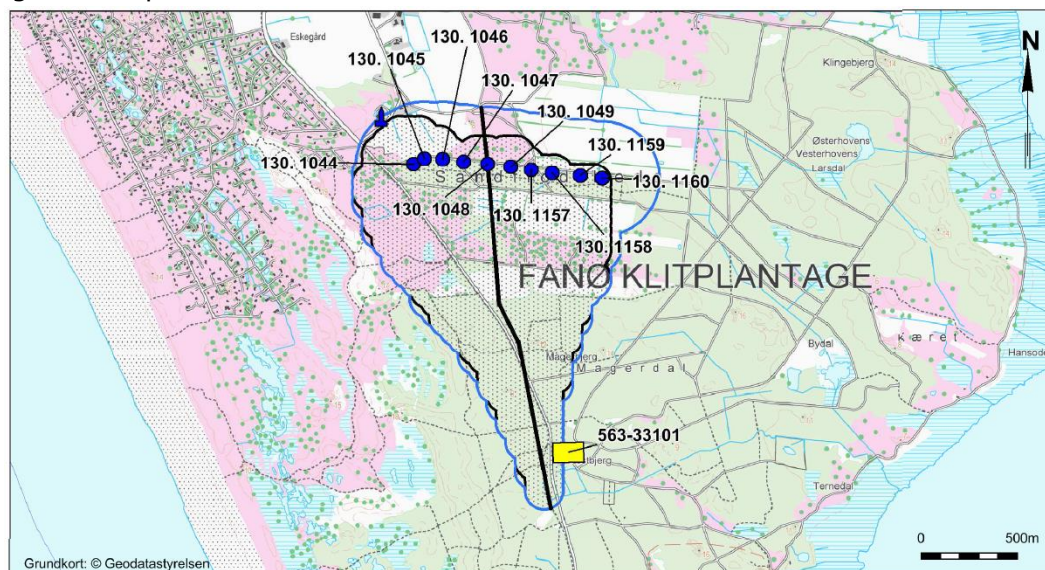 Eskegård
130. 1046
130. 1045
130. 1047
Klingebjerg
N
130. 1049
Østerhovens
Vesterhovens
Larsdal
130. 1159
130. 1044
130. 1160
130. 1048
130. 1157
130. 1158
FANØ KLITPLANTAGE
Bydal
kæret
Hansode
Magerdal
563-33101
Ternedal
0
500m
Grundkort: © Geodatastyrelsen